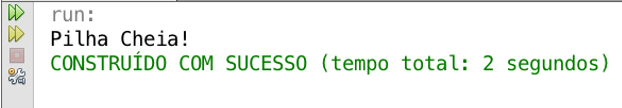 run:
Pilha Cheia!
CONSTRUÍDO COM SUCESSO (tempo total: 2 segundos)